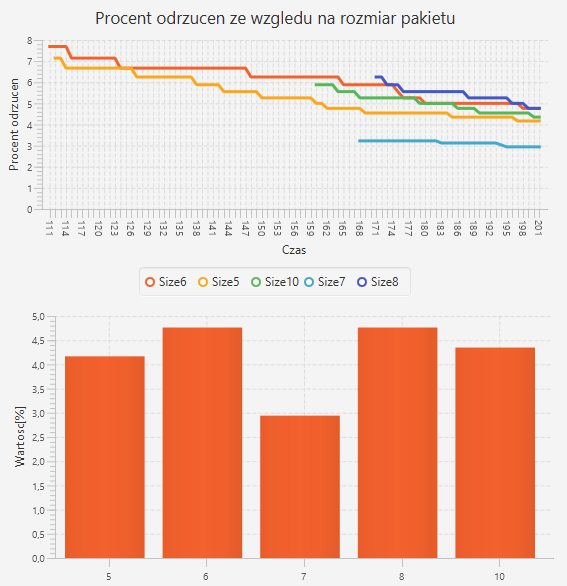 Procent odrzucen ze wzgledu na rozmiar pakietu
8
7
6
5
4
3
2
1
0
Procent odrzucen
111 114 117 120 123 126 129 132 135 138 141 144 147 150 153 156 159 162 165 168 171 174 177 180 183 186 189 192 195 198 201
Czas
Size6 Size5 Size10 Size7 Size8
5,0
4,5
4,0
3,5
3,0
2,5
2,0
1,5
1,0
0,5
0,0
Wartosc[%]
5 6 7 8 10